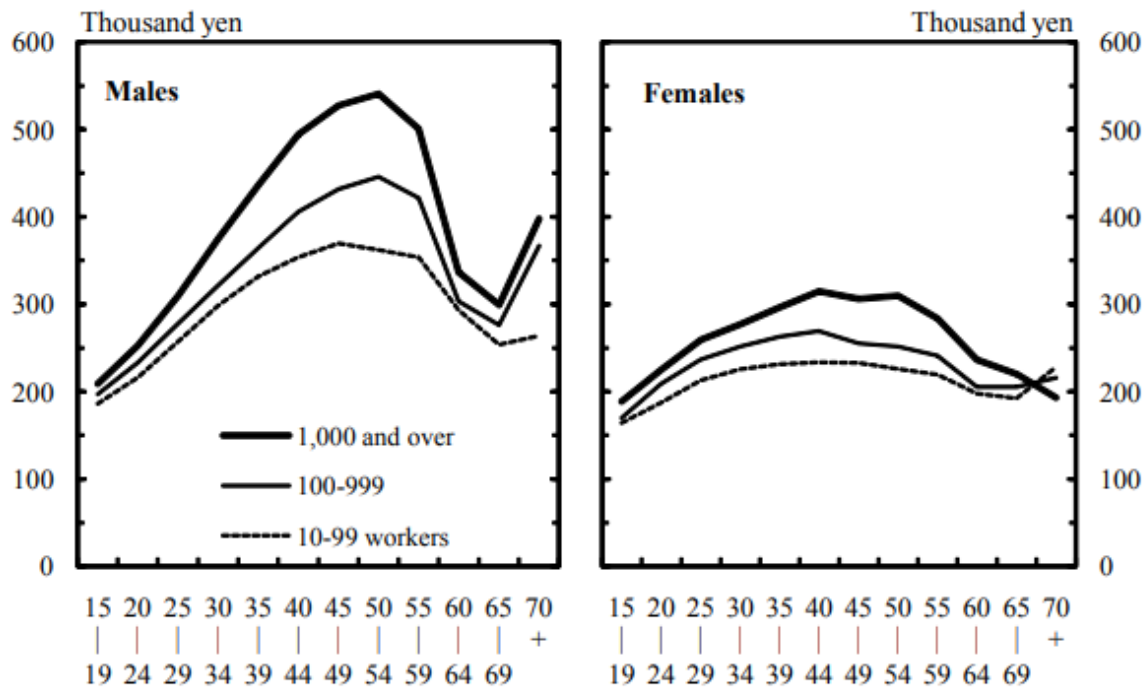 Thousand yen
Thousand yen
600
500
400
300
200
100
0
Males
1,000 and over
100-999
10-99 workers
Females
600
500
400
300
200
100
0
15 20 25 30 35 40 45 50 55 60 65 70
| | | | | | | | | | | +
19 24 29 34 39 44 49 54 59 64 69
15 20 25 30 35 40 45 50 55 60 65 70
| | | | | | | | | | | +
19 24 29 34 39 44 49 54 59 64 69